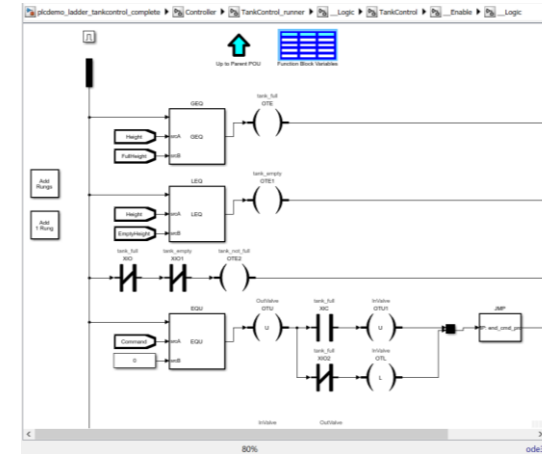 plcdemo_ladder_tankcontrol_complete Controller TankControl_runner __Logic TankControl __Enable __Logic
Up to Parent POU
Function Block Variables
GEQ
tank_full
OTE
Height
srcA
GEQ
FullHeight
srcB
Add
Rungs
LEQ
tank_empty
OTE1
Height
srcA
LEQ
EmptyHeight
srcB
Add
1 Rung
tank_full
XIO
tank_empty
XIO1
tank_not_full
OTE2
EQU
OutValve
OTU
tank_full
XIC
InValve
OTU1
JMP
Command
srcA
EQU
U
U
0
srcB
tank_full
XIO2
InValve
OTL
L
InValve
OutValve
80%